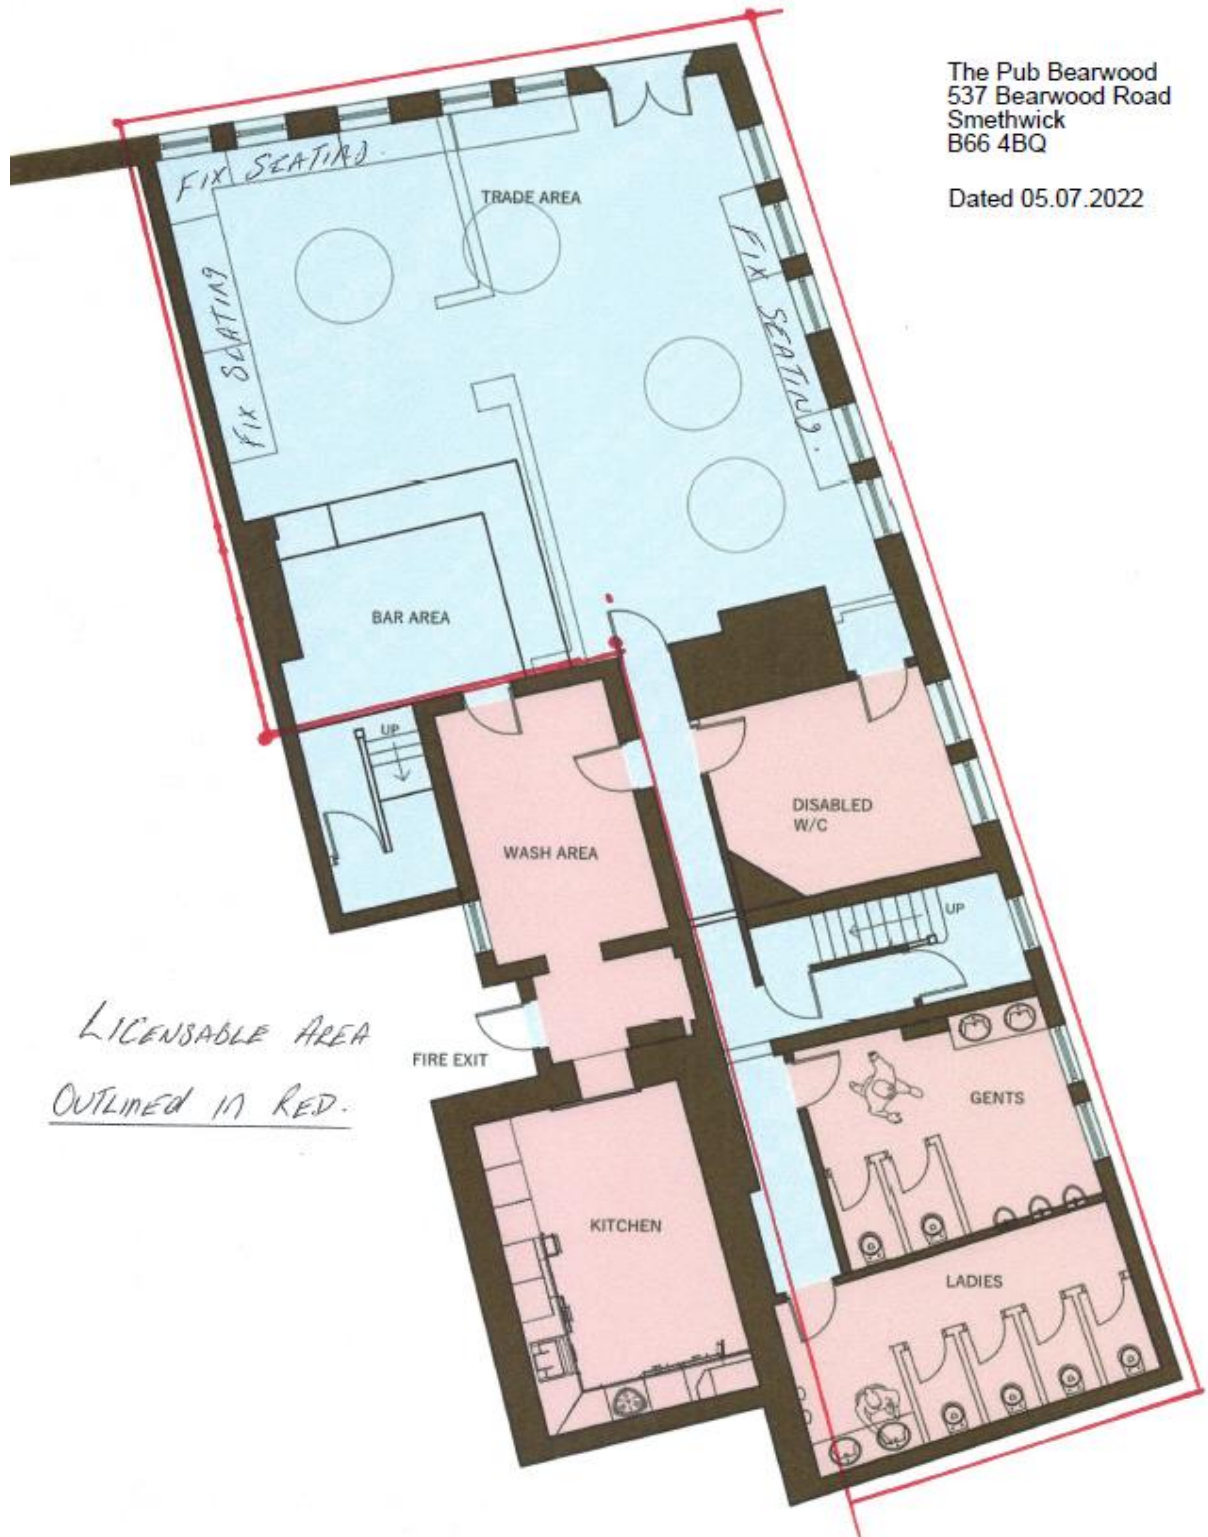 The Pub Bearwood
537 Bearwood Road
Smethwick
B66 4BQ
Dated 05.07.2022
FIX SEATING.
TRADE AREA
FIX SEATING
FIX SEATING.
BAR AREA
UP
WASH AREA
DISABLED
W/C
UP
LICENSABLE AREA
OUTLINED IN RED.
FIRE EXIT
GENTS
KITCHEN
LADIES